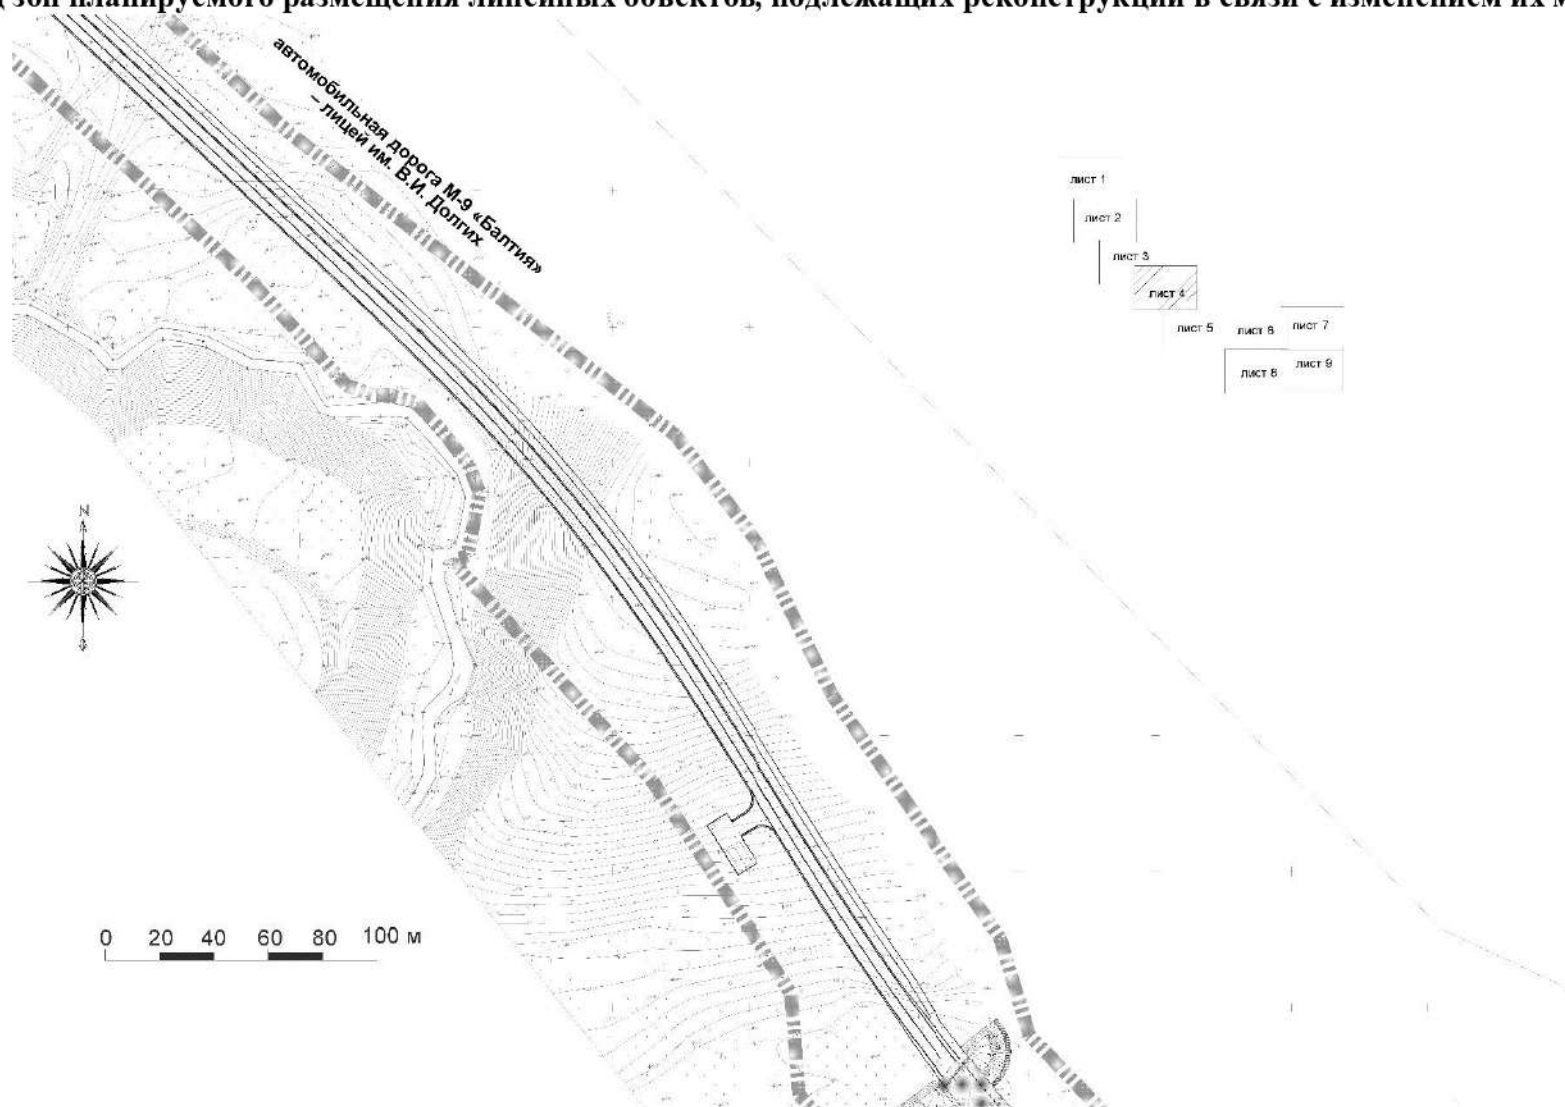 зон планируемого размещения линейных объектов, подлежащих реконструкции в связи с изменением их
автомобильная дорога М-9 «Балтия»
– лицей им. В.И. Долгих
лист 1
лист 2
лист 3
лист 4
лист 5
лист 6
лист 7
лист 8
лист 9
N
0 20 40 60 80 100 м